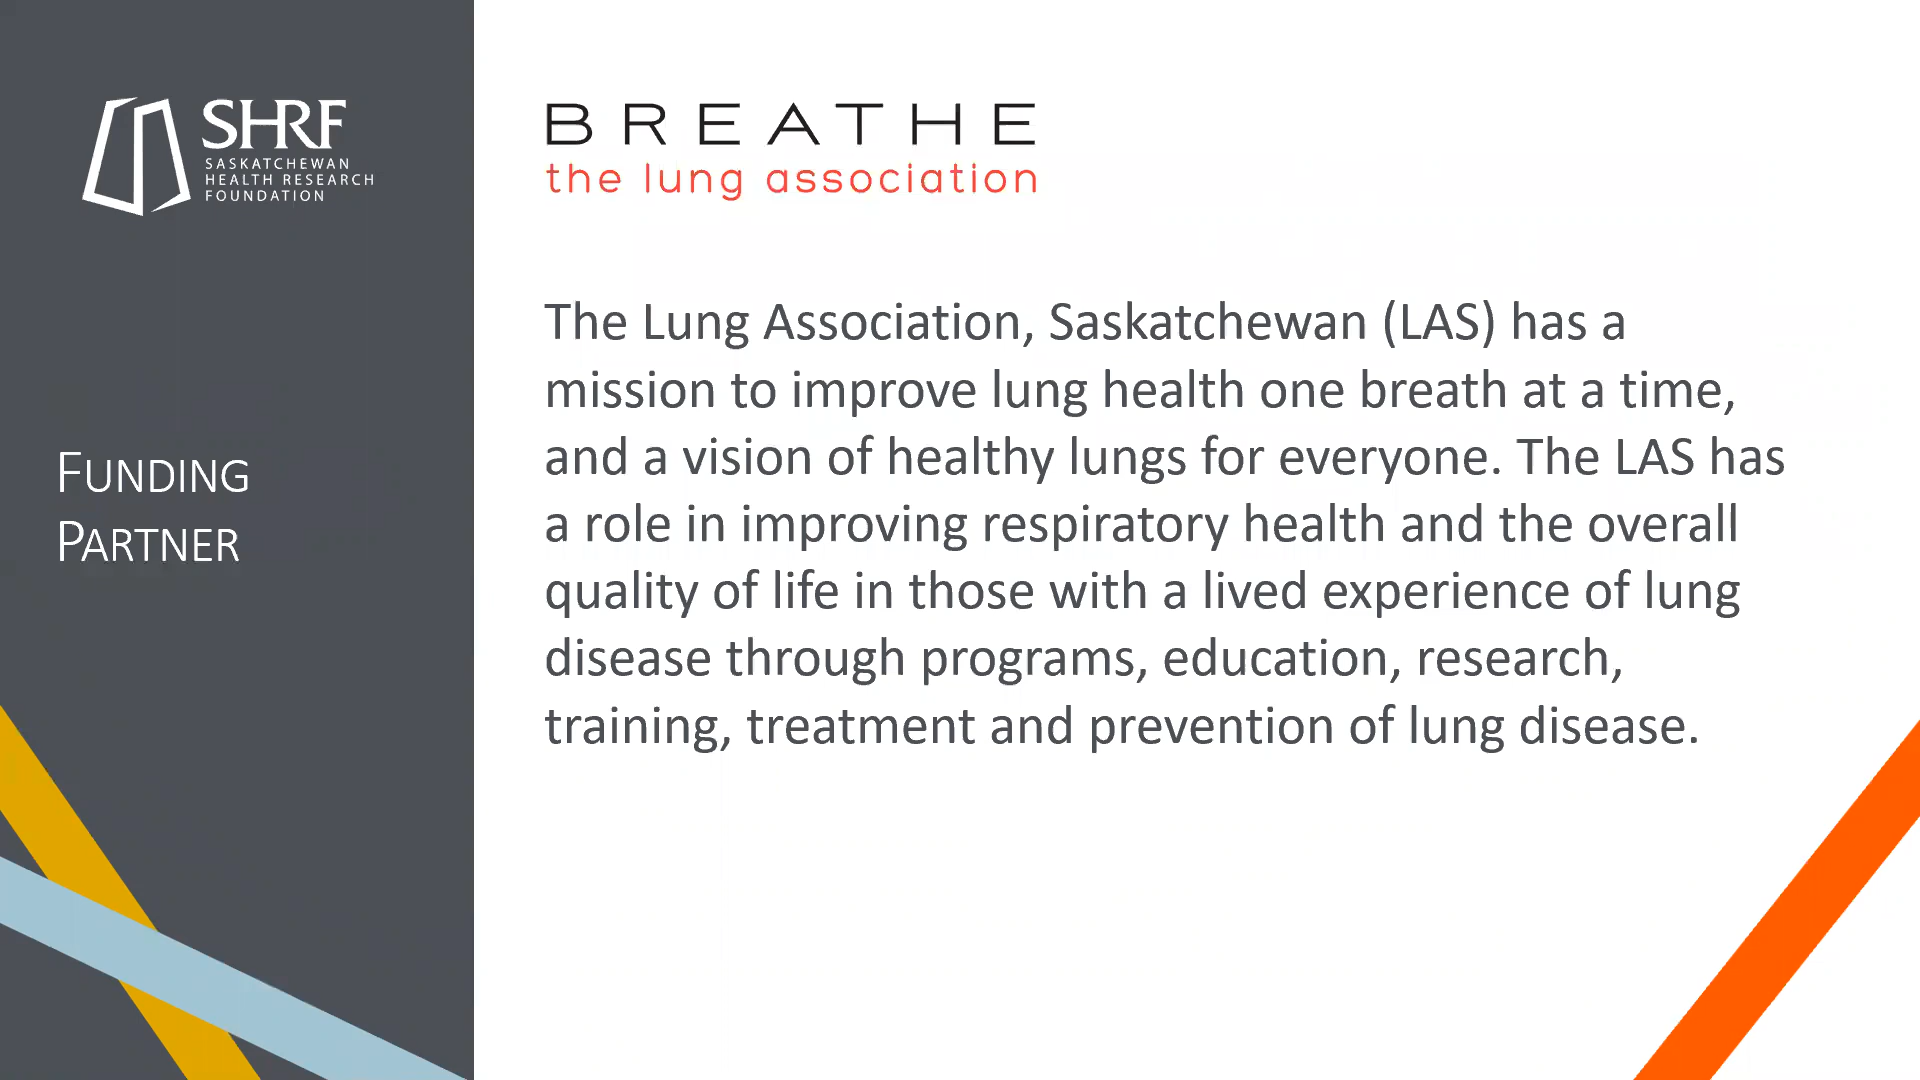 SHRF
SASKATCHEWAN
HEALTH RESEARCH
FOUNDATION
FUNDING
PARTNER
BREATHE
the lung association
The Lung Association, Saskatchewan (LAS) has a
mission to improve lung health one breath at a time,
and a vision of healthy lungs for everyone. The LAS has
a role in improving respiratory health and the overall
quality of life in those with a lived experience of lung
disease through programs, education, research,
training, treatment and prevention of lung disease.